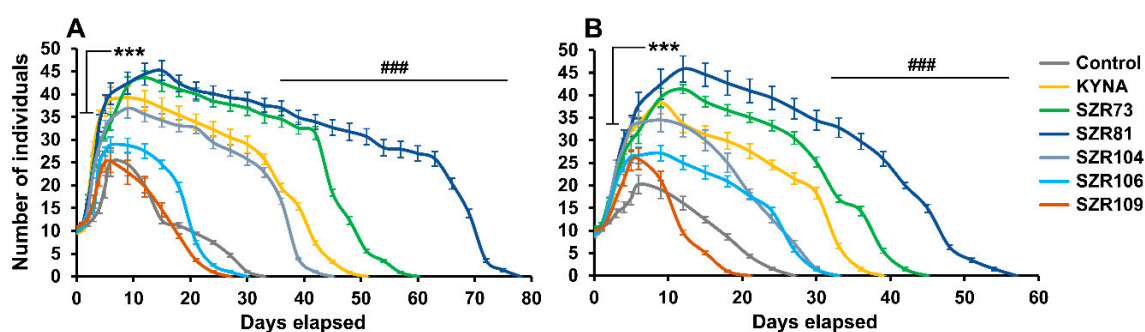 A
***
###
Number of individuals
50
45
40
35
30
25
20
15
10
5
0
0 10 20 30 40 50 60 70 80
Days elapsed
B
***
###
50
45
40
35
30
25
20
15
10
5
0
0 10 20 30 40 50 60
Days elapsed
Control
KYNA
SZR73
SZR81
SZR104
SZR106
SZR109